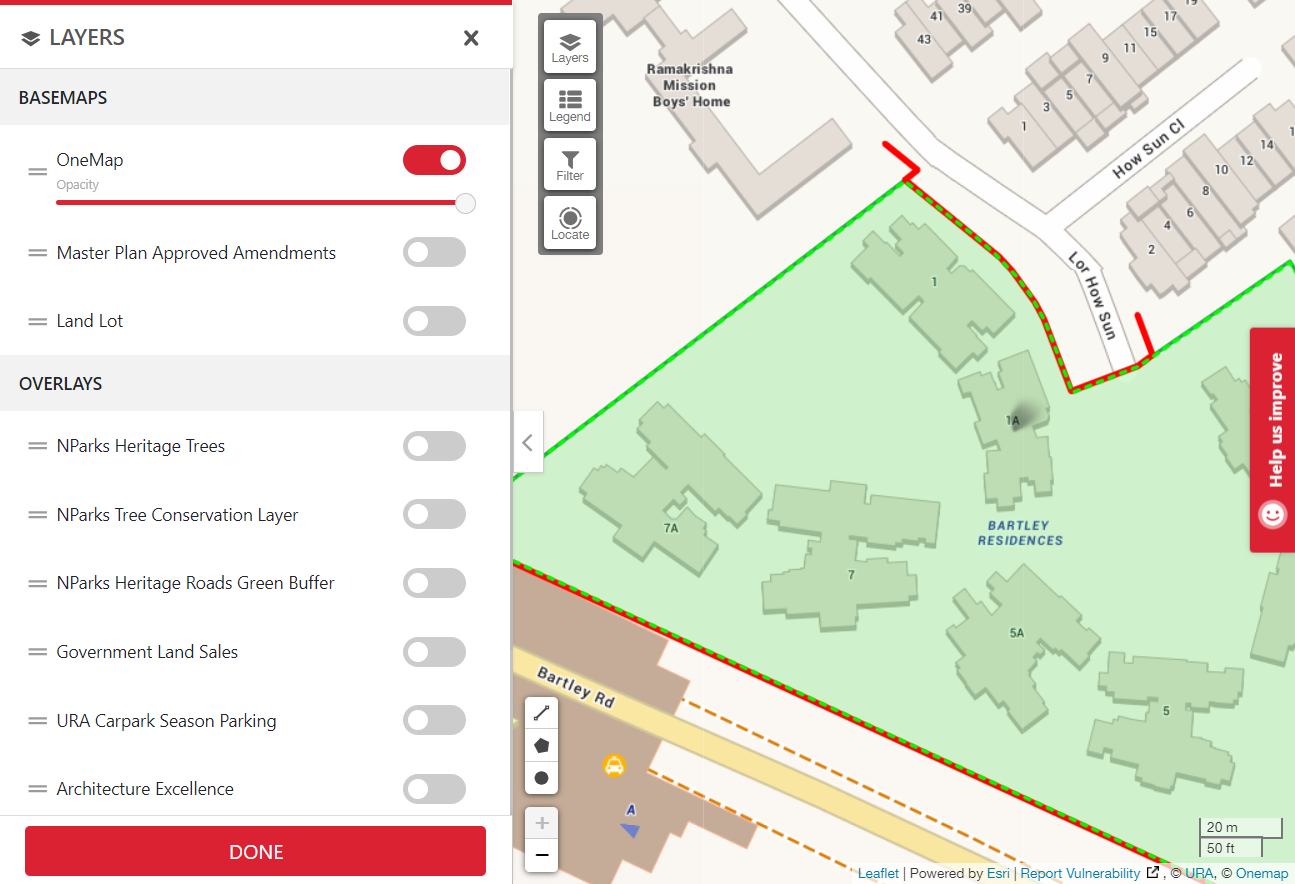 LAYERS
BASEMAPS
OneMap
Opacity
Master Plan Approved Amendments
Land Lot
OVERLAYS
NParks Heritage Trees
NParks Tree Conservation Layer
NParks Heritage Roads Green Buffer
Government Land Sales
URA Carpark Season Parking
Architecture Excellence
DONE
Layers
Legend
Filter
Locate
Ramakrishna
Mission
Boys' Home
41
39
43
17
15
11
9
7
5
3
1
How Sun Cl
14
12
10
8
6
4
2
Lor How Sun
1
1A
7A
7
BARTLEY
RESIDENCES
5A
5
Bartley Rd
A
Help us improve
20 m
50 ft
Leaflet | Powered by Esri | Report Vulnerability , © URA, © Onemap